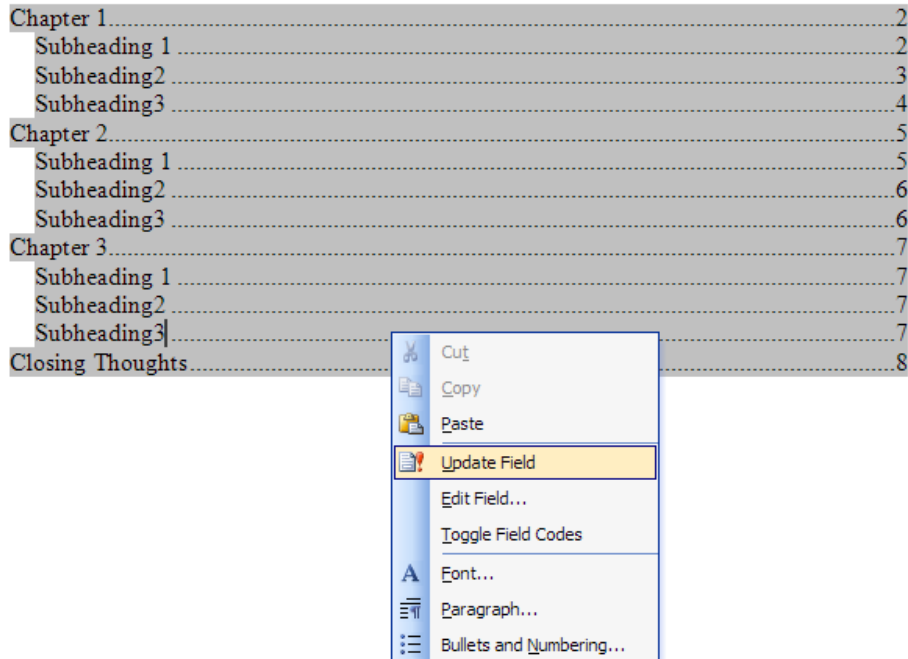 Chapter 1........................................................................2
Subheading 1........................................................................2
Subheading2........................................................................3
Subheading3........................................................................4
Chapter 2........................................................................5
Subheading 1........................................................................5
Subheading2........................................................................6
Subheading3........................................................................6
Chapter 3........................................................................7
Subheading 1........................................................................7
Subheading2........................................................................7
Subheading3........................................................................7
Closing Thoughts........................................................................8
Cut
Copy
Paste
Update Field
Edit Field...
Toggle Field Codes
Font...
Paragraph...
Bullets and Numbering...